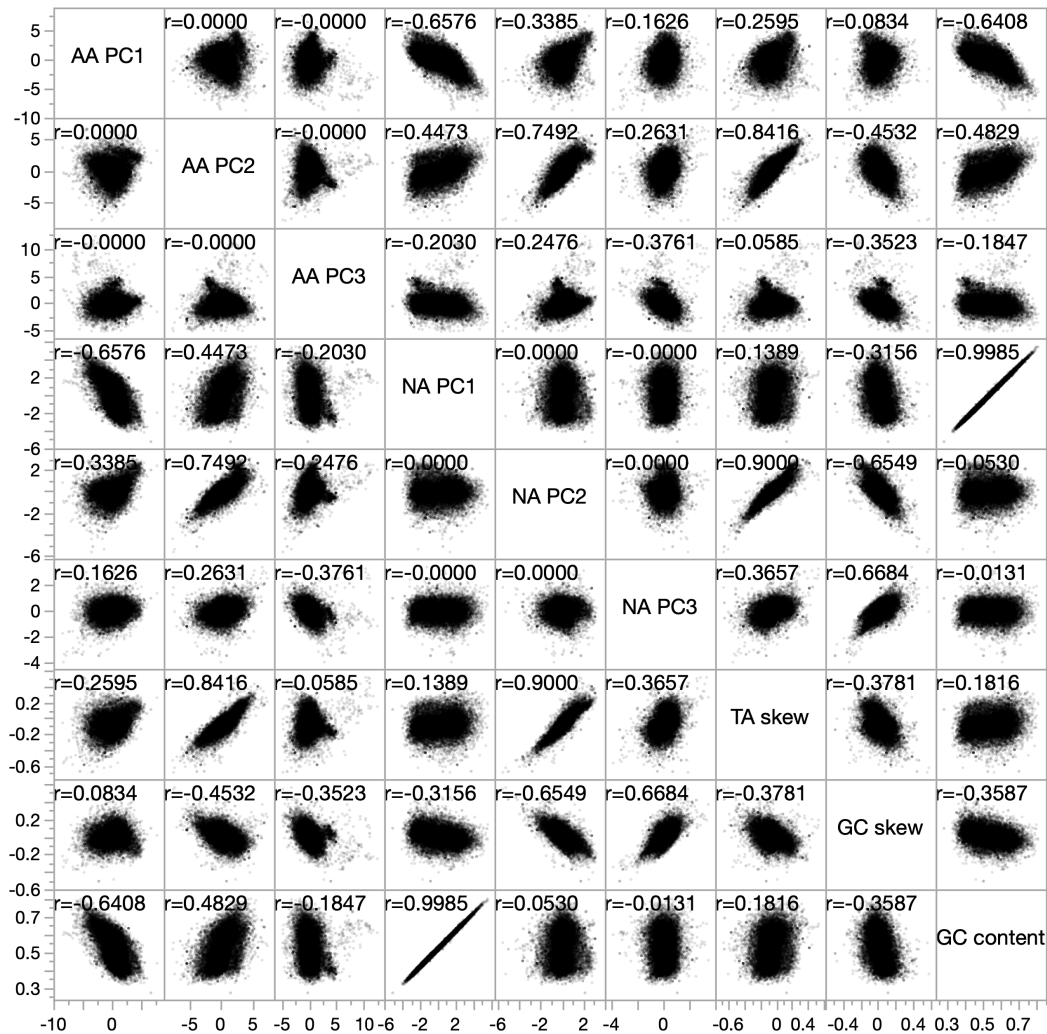 r=0.0000 r=-0.0000 r=-0.6576 r=0.3385 r=0.1626 r=0.2595 r=0.0834 r=-0.6408
5
AA PC1
0
-5
-10
r=0.0000 r=-0.0000 r=0.4473 r=0.7492 r=0.2631 r=0.8416 r=-0.4532 r=0.4829
5
AA PC2
0
-5
r=-0.0000 r=-0.0000 r=-0.2030 r=0.2476 r=-0.3761 r=0.0585 r=-0.3523 r=-0.1847
10
5
AA PC3
0
-5
r=-0.6576 r=0.4473 r=-0.2030 r=0.0000 r=-0.0000 r=0.1389 r=-0.3156 r=0.9985
2
NA PC1
-2
-6
r=0.3385 r=0.7492 r=0.2476 r=0.0000 r=0.0000 r=0.9000 r=-0.6549 r=0.0530
2
NA PC2
-2
-6
r=0.1626 r=0.2631 r=-0.3761 r=-0.0000 r=0.0000 r=0.3657 r=0.6684 r=-0.0131
2
NA PC3
0
-2
-4
r=0.2595 r=0.8416 r=0.0585 r=0.1389 r=0.9000 r=0.3657 r=-0.3781 r=0.1816
0.2
TA skew
-0.2
-0.6
r=0.0834 r=-0.4532 r=-0.3523 r=-0.3156 r=-0.6549 r=0.6684 r=-0.3781 r=-0.3587
0.2
GC skew
-0.2
-0.6
r=-0.6408 r=0.4829 r=-0.1847 r=0.9985 r=0.0530 r=-0.0131 r=0.1816 r=-0.3587
0.7
GC content
0.5
0.3
-10 0 -5 0 5 -5 0 5 10 -6 -2 2 -6 -2 2 -4 0 2 -0.6 0 0.4 -0.6 0 0.4 0.3 0.5 0.7